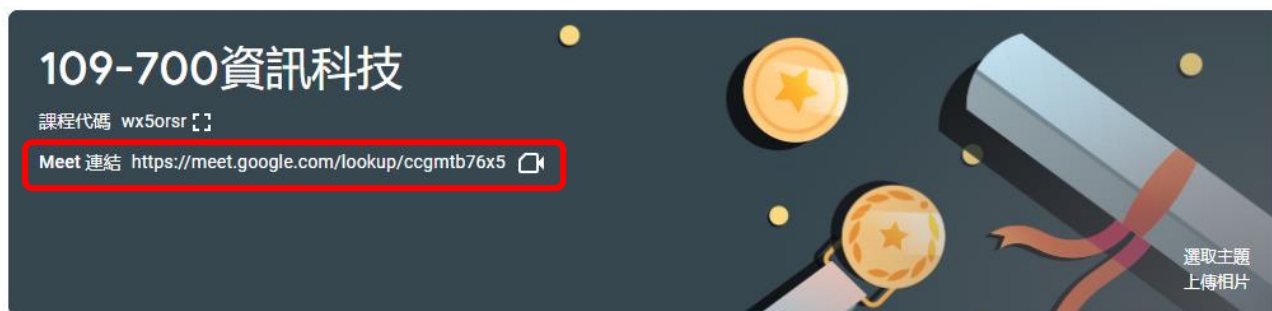 109-700資訊科技
課程代碼 wx5orsr
Meet 連結 https://meet.google.com/lookup/ccgmtb76x5
選取主題
上傳相片